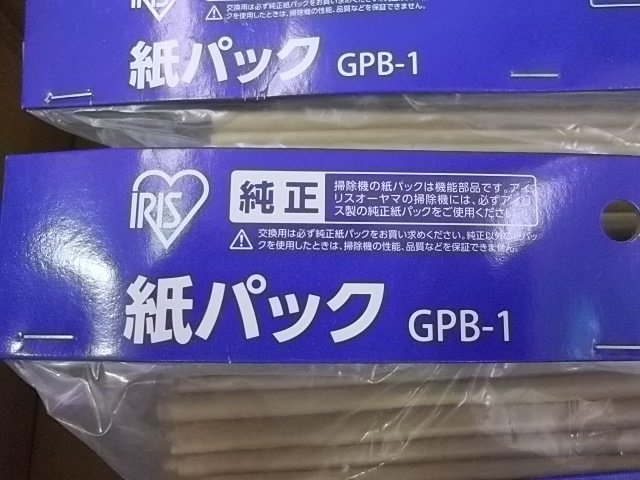 IRIS
交換用は必ず純正紙パックをお買い求めください。
クを使用したときは、掃除機の性能、品質などを保証できません。
紙パック GPB-1
IRIS
純正
掃除機の紙パックは機能部品です。アイ
リスオーヤマの掃除機には、必ずアイリ
ス製の純正紙パックをご使用ください。
交換用は必ず純正紙パックをお買い求めください。純正以外の紙パッ
クを使用したときは、掃除機の性能、品質などを保証できません。
紙パック GPB-1